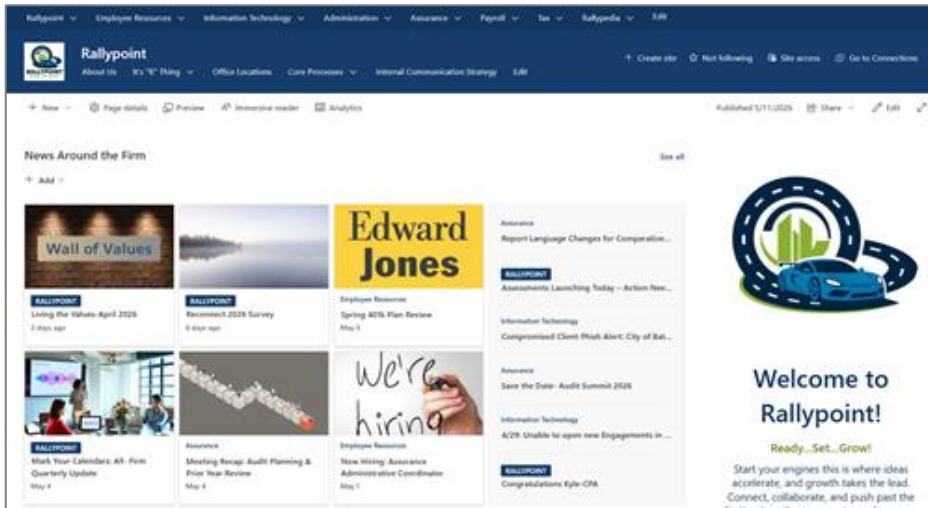 Rallypoint Employee Resources Information Technology Administration Assurance Payroll Tax Rallypedia Edit
RALLYPOINT
Rallypoint
About Us It's "E" Thing Office Locations Core Processes Internal Communication Strategy Edit
+ Create site Not following Site access Go to Connections
+ New Page details Preview Immersive reader Analytics
Published 5/11/2026 Share Edit
News Around the Firm
See all
+ Add
Wall of Values
RALLYPOINT
Living the Values-April 2026
2 days ago
RALLYPOINT
Reconnect 2026 Survey
6 days ago
Edward
Jones
Employee Resources
Spring 401k Plan Review
May 5
RALLYPOINT
Mark Your Calendars: All- Firm
Quarterly Update
May 4
Assurance
Meeting Recap: Audit Planning &
Prior Year Review
May 4
We're
hiring
Employee Resources
Now Hiring: Assurance
Administrative Coordinator
May 1
Assurance
Report Language Changes for Comparative...
RALLYPOINT
Assessments Launching Today – Action Nee...
Information Technology
Compromised Client Phish Alert: City of Bat...
Assurance
Save the Date- Audit Summit 2026
Information Technology
4/29: Unable to open new Engagements in ...
RALLYPOINT
Congratulations Kyle-CPA
Welcome to
Rallypoint!
Ready...Set...Grow!
Start your engines this is where ideas
accelerate, and growth takes the lead.
Connect, collaborate, and push past the